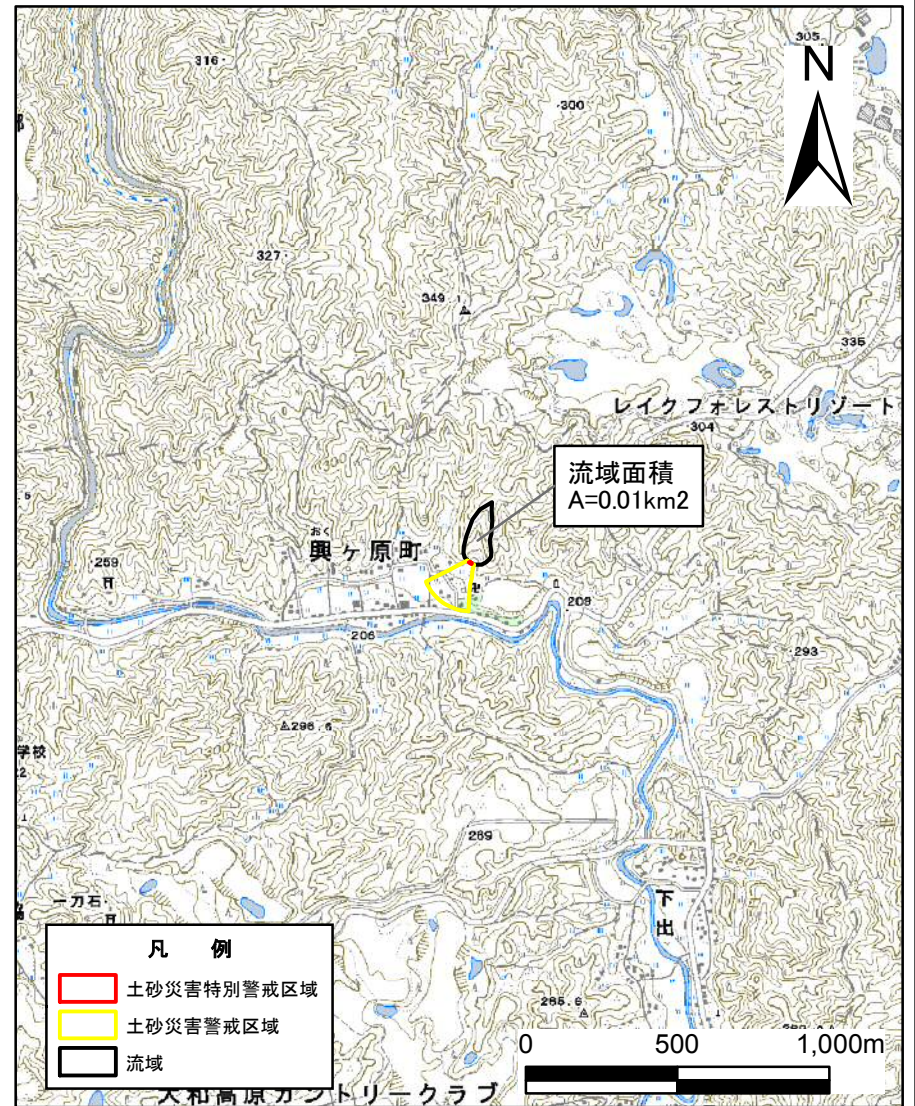 305
316
N
300
327
349.1
335
レイクフォレストリゾート
304
流域面積
A=0.01km2
おく
興ヶ原町
259
209
206
293
296.6
学校
289
一刀石
下出
凡 例
土砂災害特別警戒区域
土砂災害警戒区域
流域
285.6
0 500 1,000m
大和高原カントリークラブ